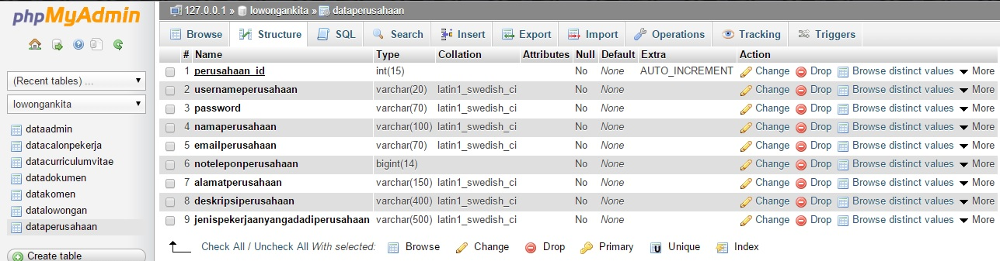 phpMyAdmin
(Recent tables) ...
lowongankita
dataadmin
datacalonpekerja
datacurriculumvitae
datadokumen
datakomen
datalowongan
dataperusahaan
Create table
127.0.0.1 » lowongankita » dataperusahaan
Browse Structure SQL Search Insert Export Import Operations Tracking Triggers
# Name Type Collation Attributes Null Default Extra Action
1 perusahaan_id int(15) No None AUTO_INCREMENT Change Drop Browse distinct values More
2 usernameperusahaan varchar(20) latin1_swedish_ci No None Change Drop Browse distinct values More
3 password varchar(70) latin1_swedish_ci No None Change Drop Browse distinct values More
4 namaperusahaan varchar(100) latin1_swedish_ci No None Change Drop Browse distinct values More
5 emailperusahaan varchar(70) latin1_swedish_ci No None Change Drop Browse distinct values More
6 noteleponperusahaan bigint(14) No None Change Drop Browse distinct values More
7 alamatperusahaan varchar(150) latin1_swedish_ci No None Change Drop Browse distinct values More
8 deskripsiperusahaan varchar(400) latin1_swedish_ci No None Change Drop Browse distinct values More
9 jenispekerjaanyangadadiperusahaan varchar(500) latin1_swedish_ci No None Change Drop Browse distinct values More
Check All / Uncheck All With selected: Browse Change Drop Primary Unique Index